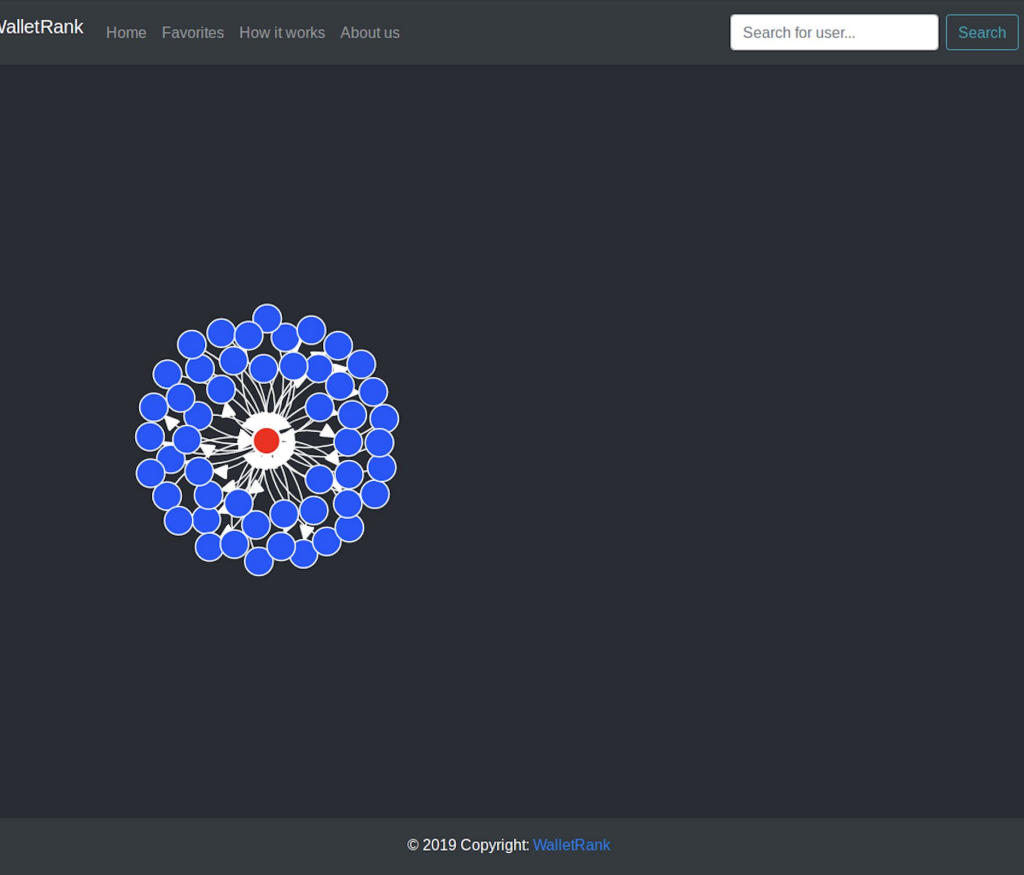 WalletRank
Home Favorites How it works About us
Search for user...
Search
© 2019 Copyright: WalletRank